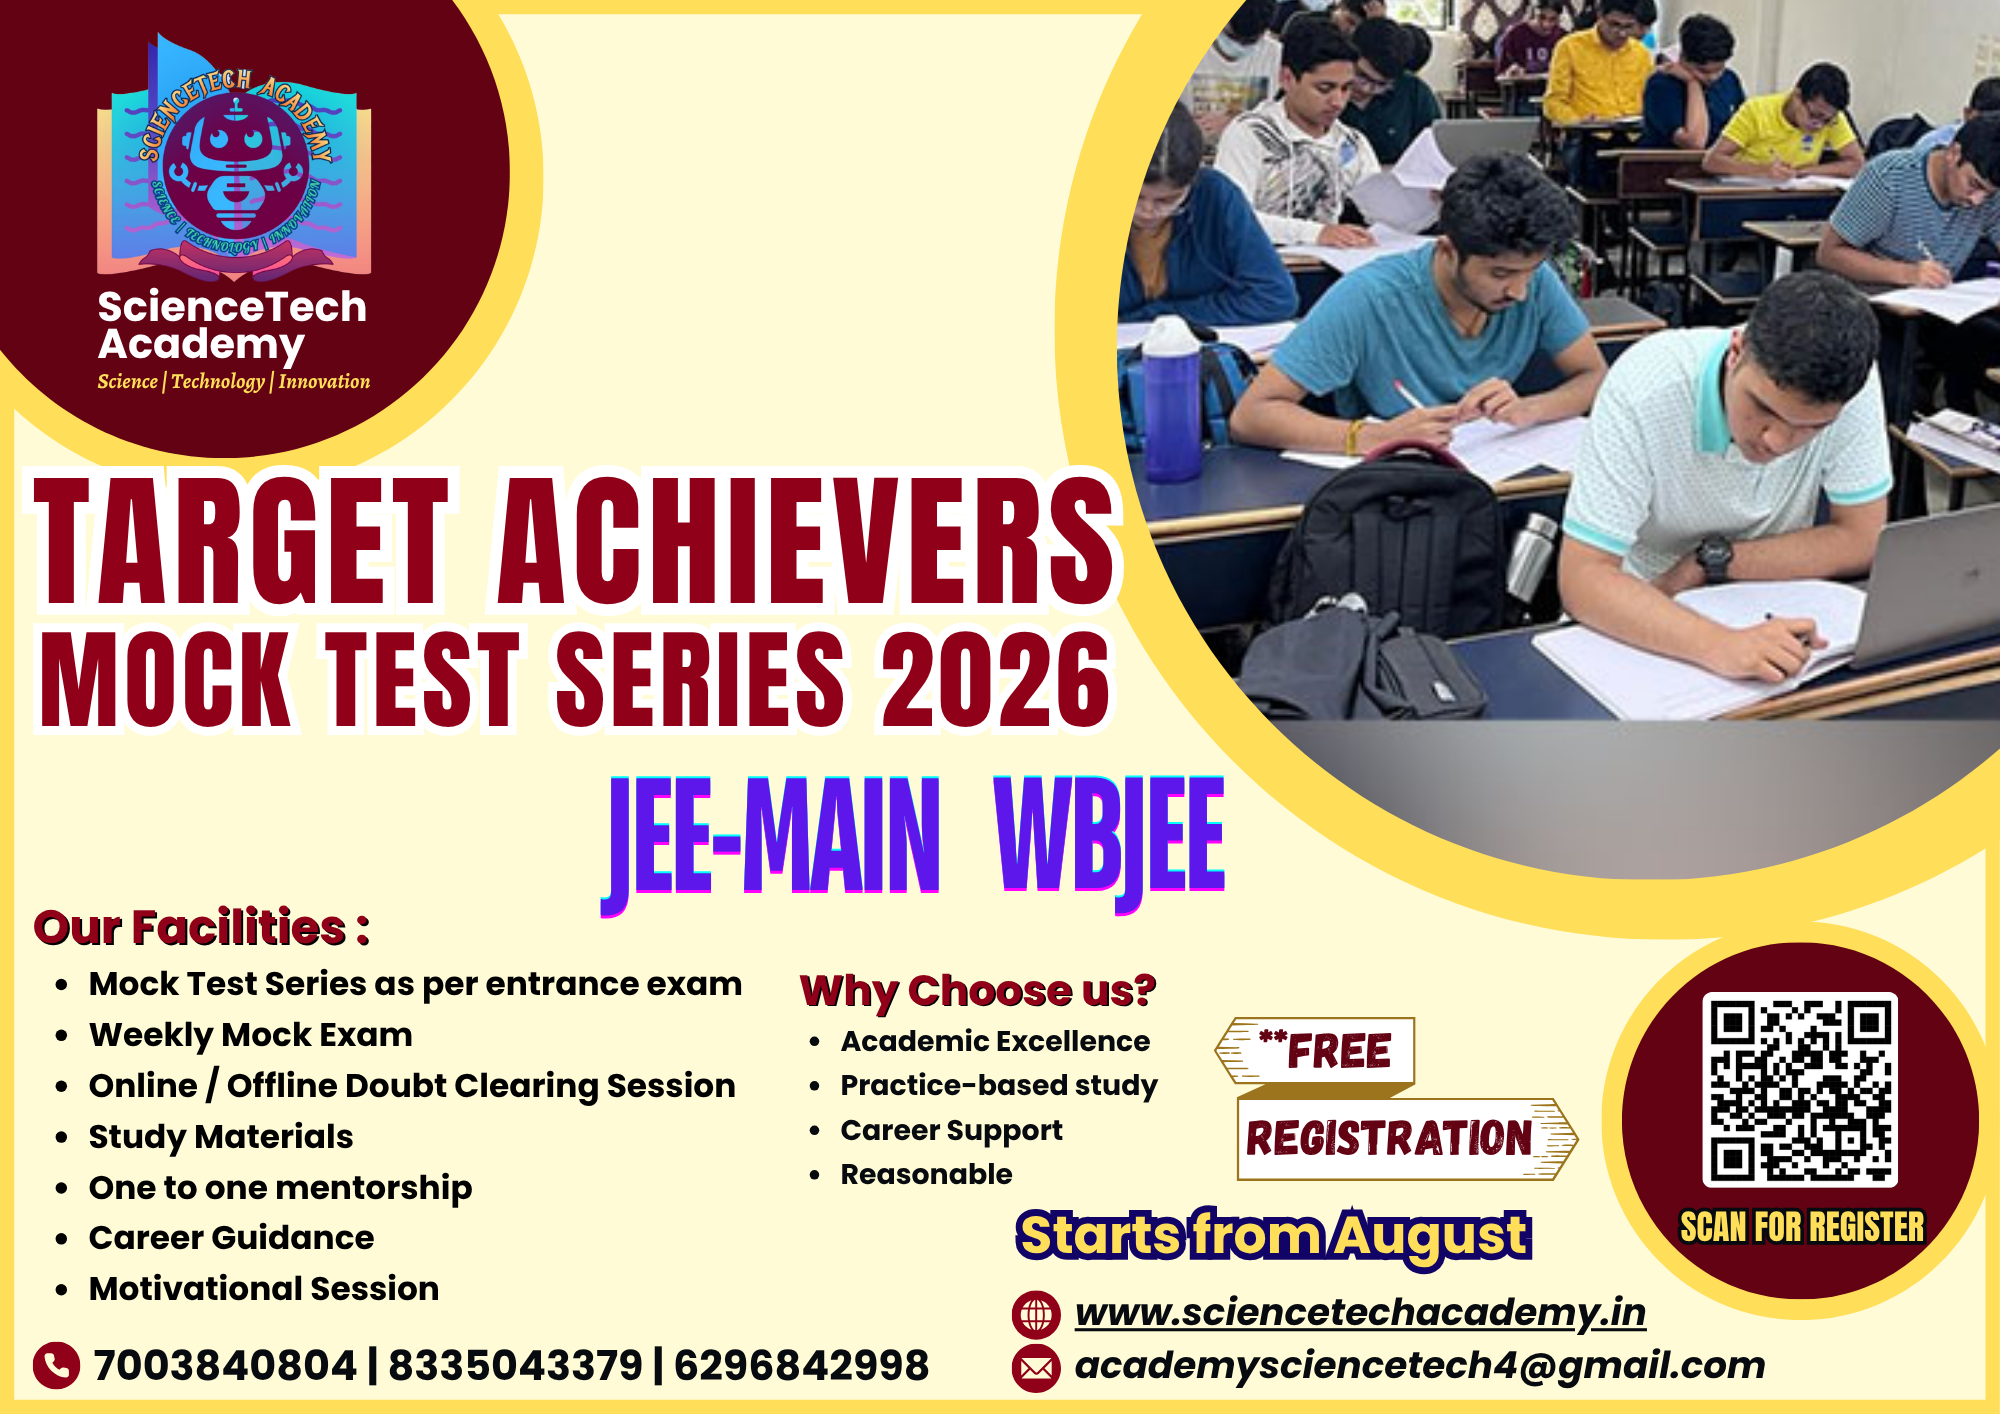 SCIENCETECH ACADEMY
SCIENCE | TECHNOLOGY | INNOVATION
ScienceTech
Academy
Science | Technology | Innovation
TARGET ACHIEVERS
MOCK TEST SERIES 2026
JEE-MAIN WBJEE
Our Facilities :
• Mock Test Series as per entrance exam
• Weekly Mock Exam
• Online / Offline Doubt Clearing Session
• Study Materials
• One to one mentorship
• Career Guidance
• Motivational Session
Why Choose us?
• Academic Excellence
• Practice-based study
• Career Support
• Reasonable
**FREE
REGISTRATION
Starts from August
SCAN FOR REGISTER
www.sciencetechacademy.in
7003840804 | 8335043379 | 6296842998
academysciencetech4@gmail.com